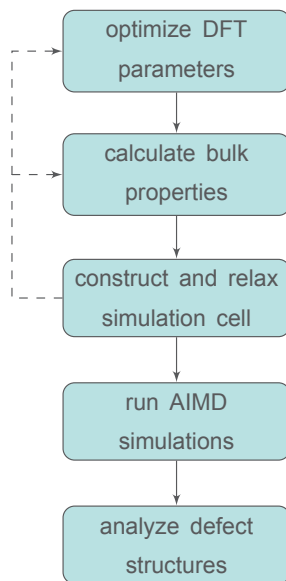 optimize DFT
parameters
calculate bulk
properties
construct and relax
simulation cell
run AIMD
simulations
analyze defect
structures